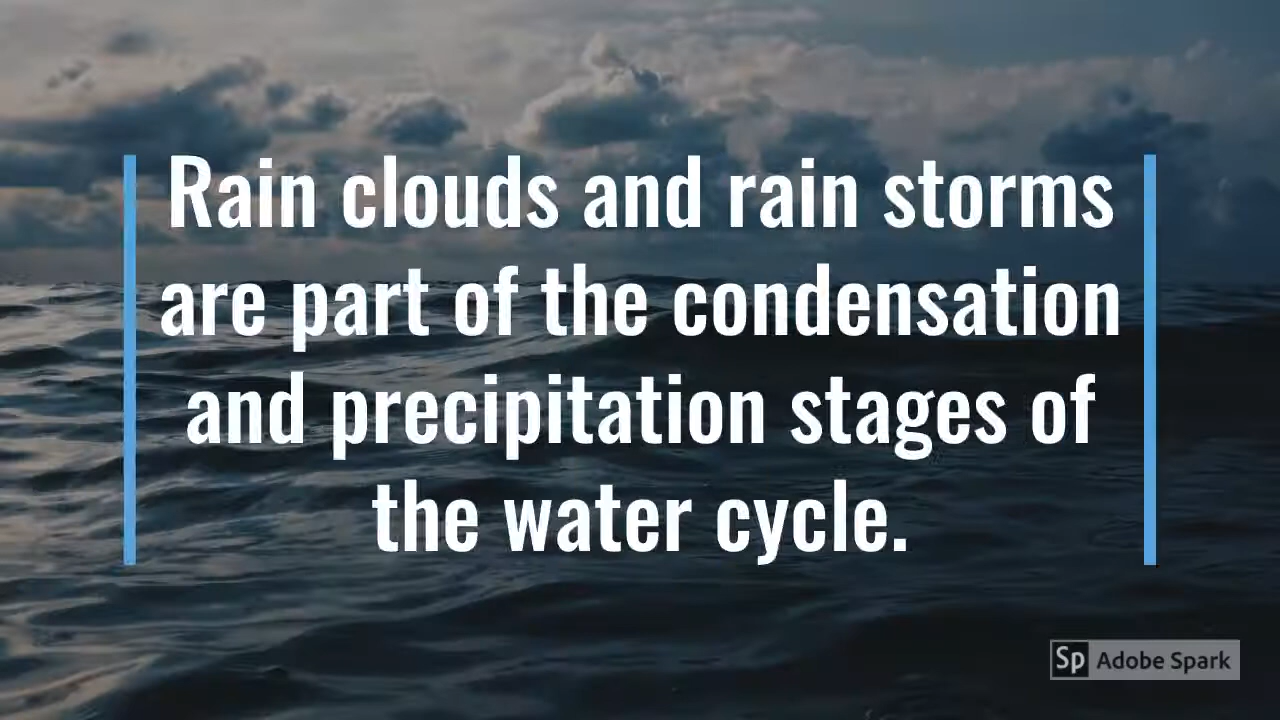 Rain clouds and rain storms
are part of the condensation
and precipitation stages of
the water cycle.
Sp Adobe Spark